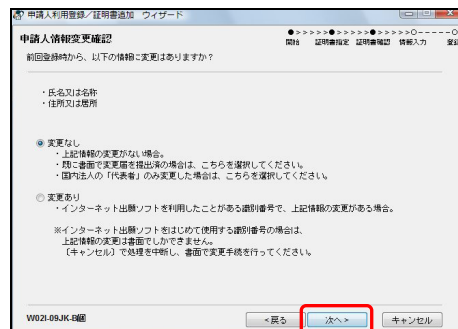 申請人利用登録/証明書追加 ウィザード
申請人情報変更確認
●>>>>>●>>>>>●>>>>>○-----○
開始 証明書指定 証明書確認 情報入力 登
前回登録時から、以下の情報に変更はありますか?
・氏名又は名称
・住所又は居所
変更なし
・上記情報の変更がない場合。
・既に書面で変更届を提出済の場合は、こちらを選択してください。
・国内法人の「代表者」のみ変更した場合は、こちらを選択してください。
変更あり
・インターネット出願ソフトを利用したことがある識別番号で、上記情報の変更がある場合。
※インターネット出願ソフトをはじめて使用する識別番号の場合は、
上記情報の変更は書面でしかできません。
〔キャンセル〕で処理を中断し、書面で変更手続を行ってください。
W02I-09JK-B
<戻る 次へ> キャンセル